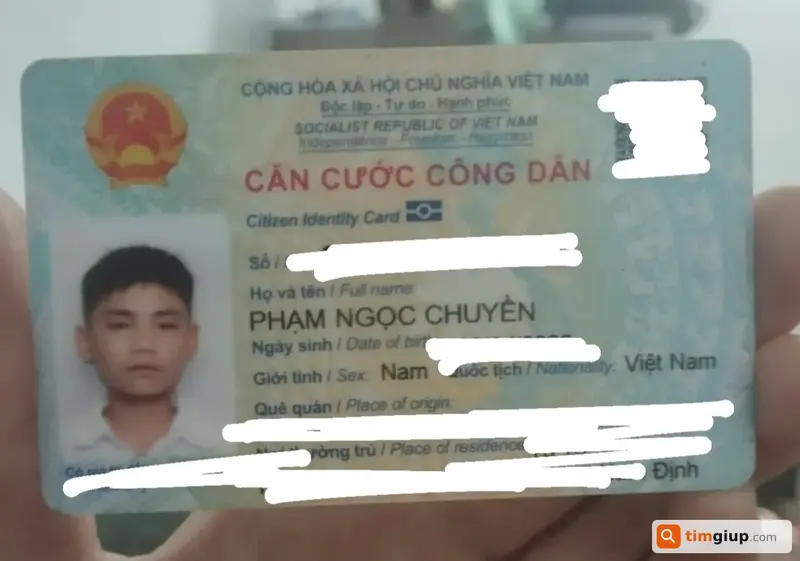 CỘNG HÒA XÃ HỘI CHỦ NGHĨA VIỆT NAM
Độc lập - Tự do - Hạnh phúc
SOCIALIST REPUBLIC OF VIET NAM
Independence - Freedom - Happiness
CĂN CƯỚC CÔNG DÂN
Citizen Identity Card
Số /
Họ và tên / Full name:
PHẠM NGỌC CHUYỀN
Ngày sinh / Date of birth
Giới tính / Sex: Nam Quốc tịch / Nationality: Việt Nam
Quê quán / Place of origin:
thường trú / Place of residence
Định
timgiup.com